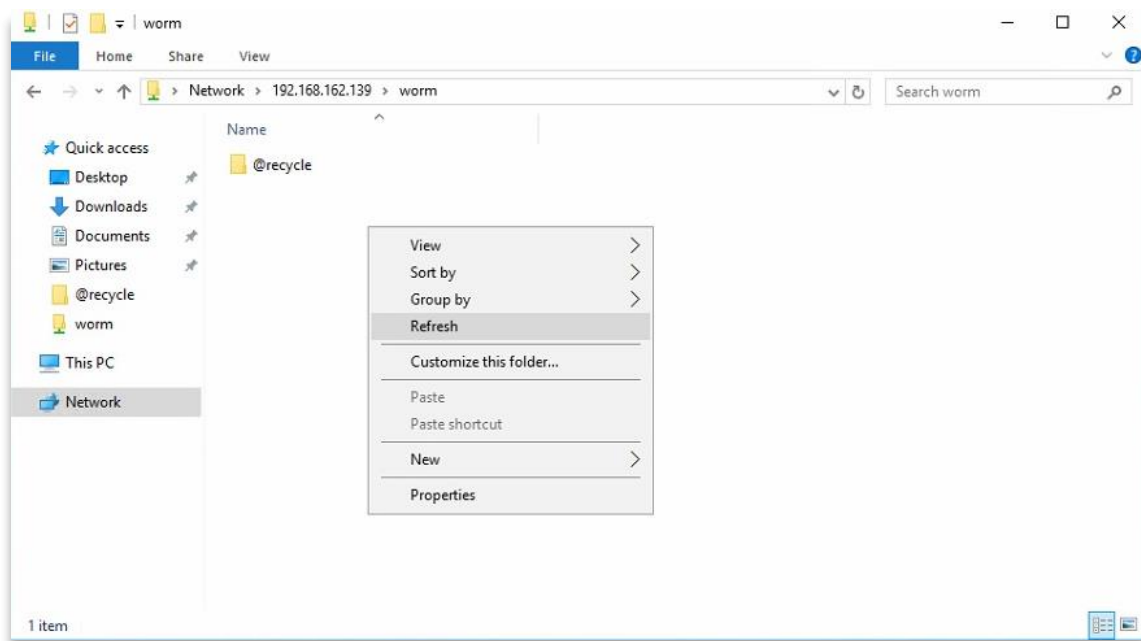 worm
File Home Share View
Network > 192.168.162.139 > worm
Search worm
Quick access
Desktop
Downloads
Documents
Pictures
@recycle
worm
This PC
Network
Name
@recycle
View
Sort by
Group by
Refresh
Customize this folder...
Paste
Paste shortcut
New
Properties
1 item